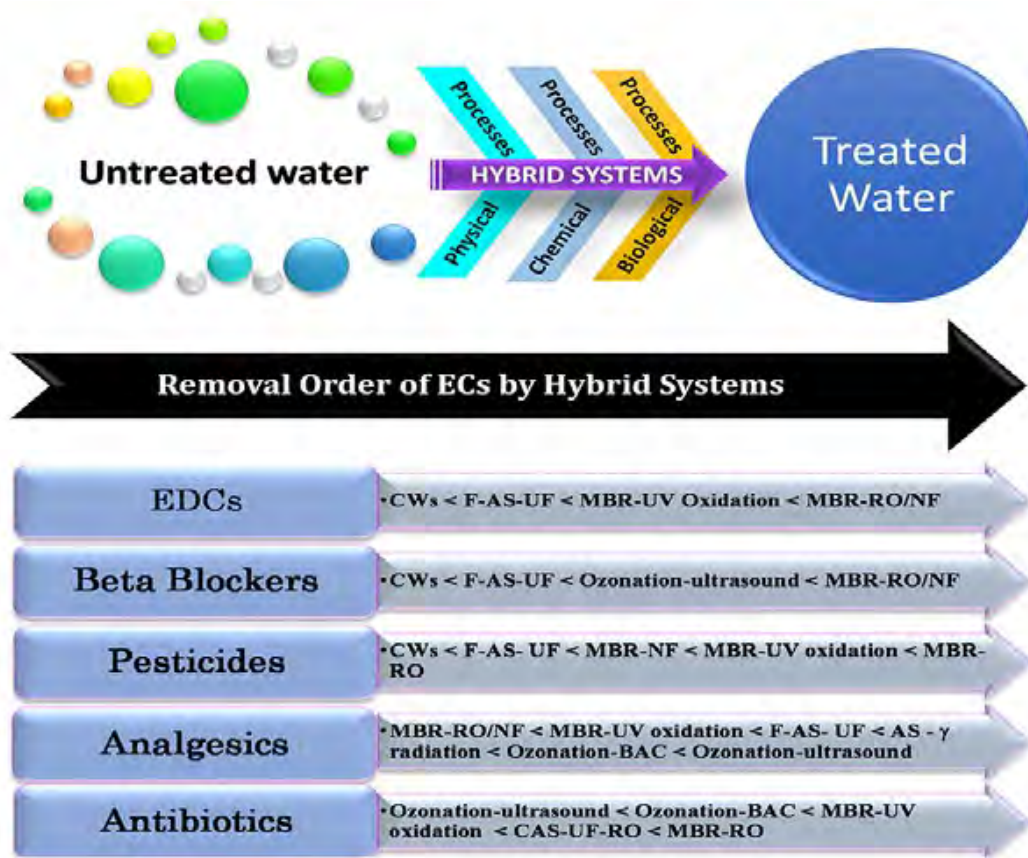 Untreated water
Processes
Processes
Processes
HYBRID SYSTEMS
Physical
Chemical
Biological
Treated
Water
Removal Order of ECs by Hybrid Systems
EDCs
•CWs < F-AS-UF < MBR-UV Oxidation < MBR-RO/NF
Beta Blockers
•CWs < F-AS-UF < Ozonation-ultrasound < MBR-RO/NF
Pesticides
•CWs < F-AS- UF < MBR-NF < MBR-UV oxidation < MBR-
RO
Analgesics
•MBR-RO/NF < MBR-UV oxidation < F-AS- UF < AS - γ
radiation < Ozonation-BAC < Ozonation-ultrasound
Antibiotics
•Ozonation-ultrasound < Ozonation-BAC < MBR-UV
oxidation < CAS-UF-RO < MBR-RO